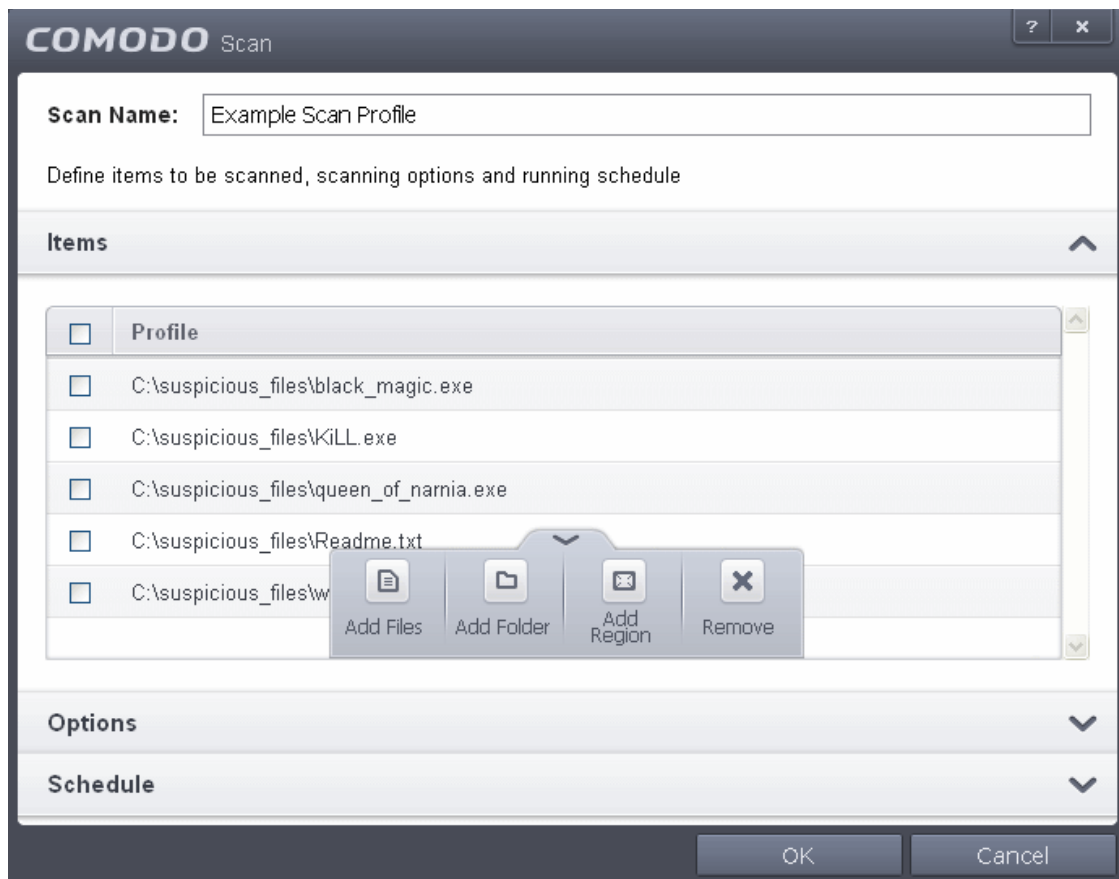 COMODO Scan
?
x
Scan Name: Example Scan Profile
Define items to be scanned, scanning options and running schedule
Items
Profile
C:\suspicious_files\black_magic.exe
C:\suspicious_files\KiLL.exe
C:\suspicious_files\queen_of_narnia.exe
C:\suspicious_files\Readme.txt
C:\suspicious_files\w
Add Files
Add Folder
Add
Region
Remove
Options
Schedule
OK
Cancel